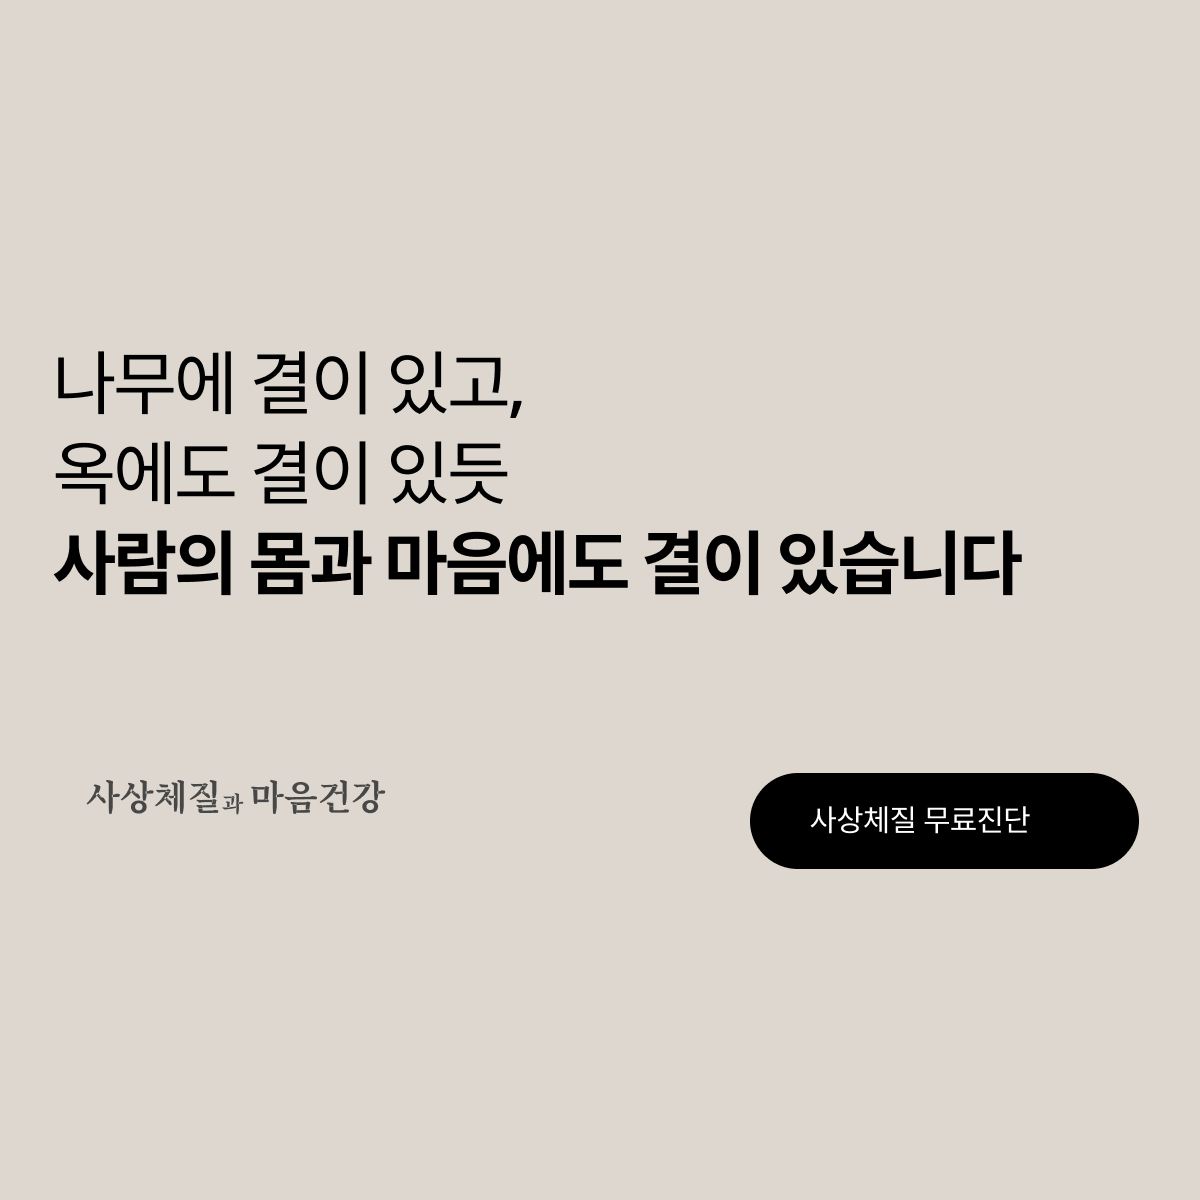 나무에 결이 있고,
옥에도 결이 있듯
사람의 몸과 마음에도 결이 있습니다
사상체질과 마음건강
사상체질 무료진단